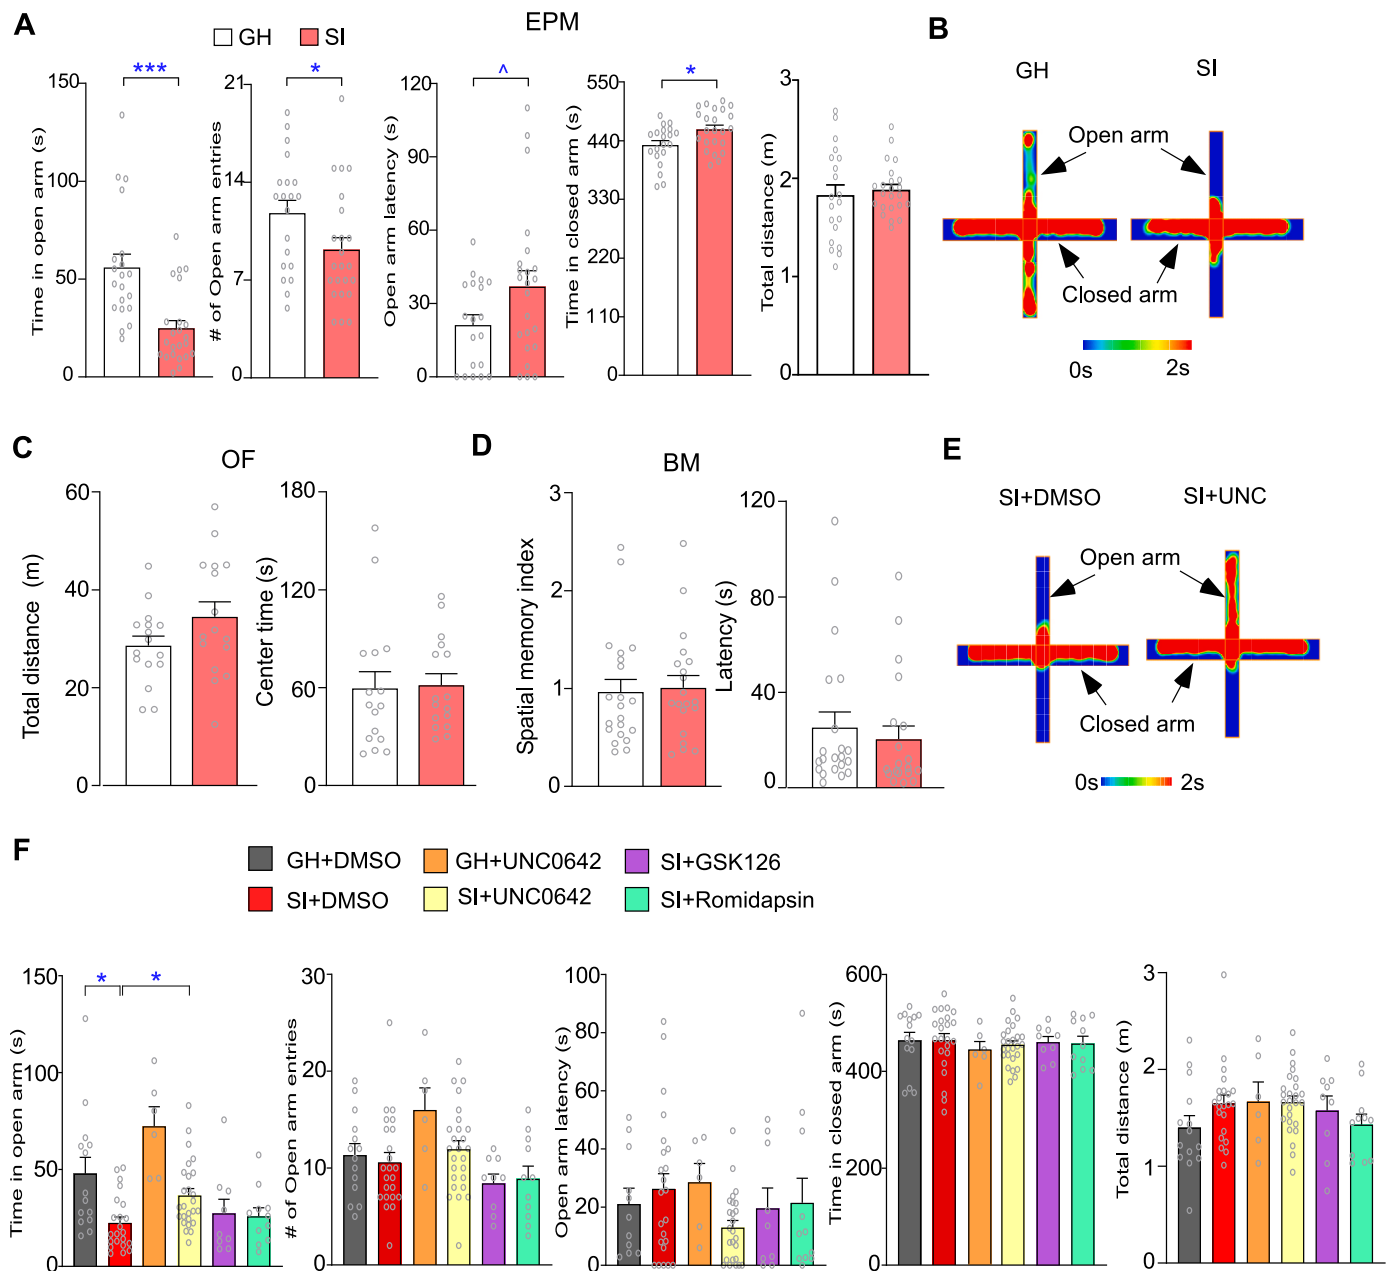 A
EPM
GH
SI
***
*
^
*
Time in open arm (s)
150
100
50
0
# of Open arm entries
21
14
7
0
Open arm latency (s)
120
90
60
30
0
Time in closed arm (s)
550
440
330
220
110
0
Total distance (m)
3
2
1
0
B
GH
SI
Open arm
Closed arm
0s
2s
C
OF
Total distance (m)
60
40
20
0
Center time (s)
180
120
60
0
D
BM
Spatial memory index
3
2
1
0
Latency (s)
120
80
40
0
E
SI+DMSO
SI+UNC
Open arm
Closed arm
0s
2s
F
GH+DMSO
GH+UNC0642
SI+GSK126
SI+DMSO
SI+UNC0642
SI+Romidapsin
*
*
Time in open arm (s)
150
100
50
0
# of Open arm entries
30
20
10
0
Open arm latency (s)
100
80
60
40
20
0
Time in closed arm (s)
600
400
200
0
Total distance (m)
3
2
1
0